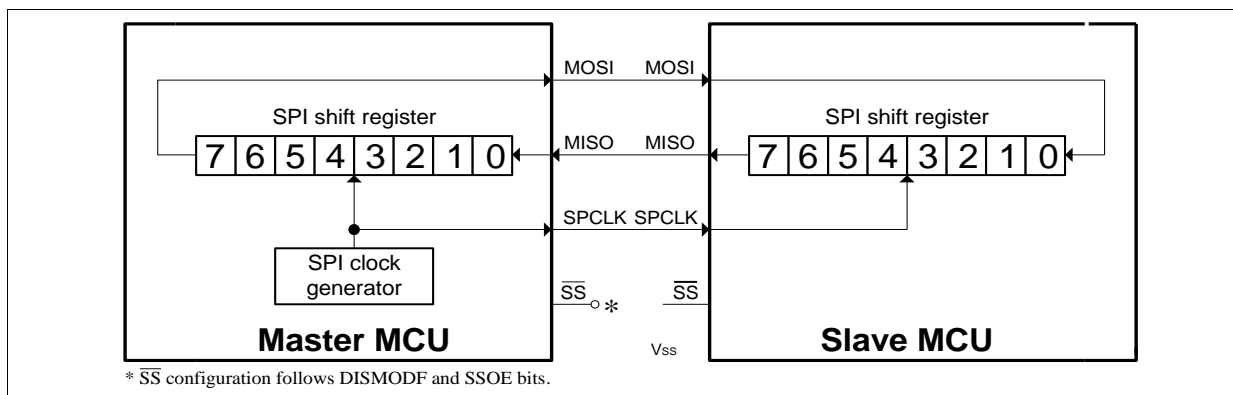 MOSI MOSI
SPI shift register SPI shift register
7 6 5 4 3 2 1 0 MISO MISO 7 6 5 4 3 2 1 0
SPCLK SPCLK
SPI clock
generator
SS * SS
Master MCU Vss Slave MCU
* SS configuration follows DISMODF and SSOE bits.